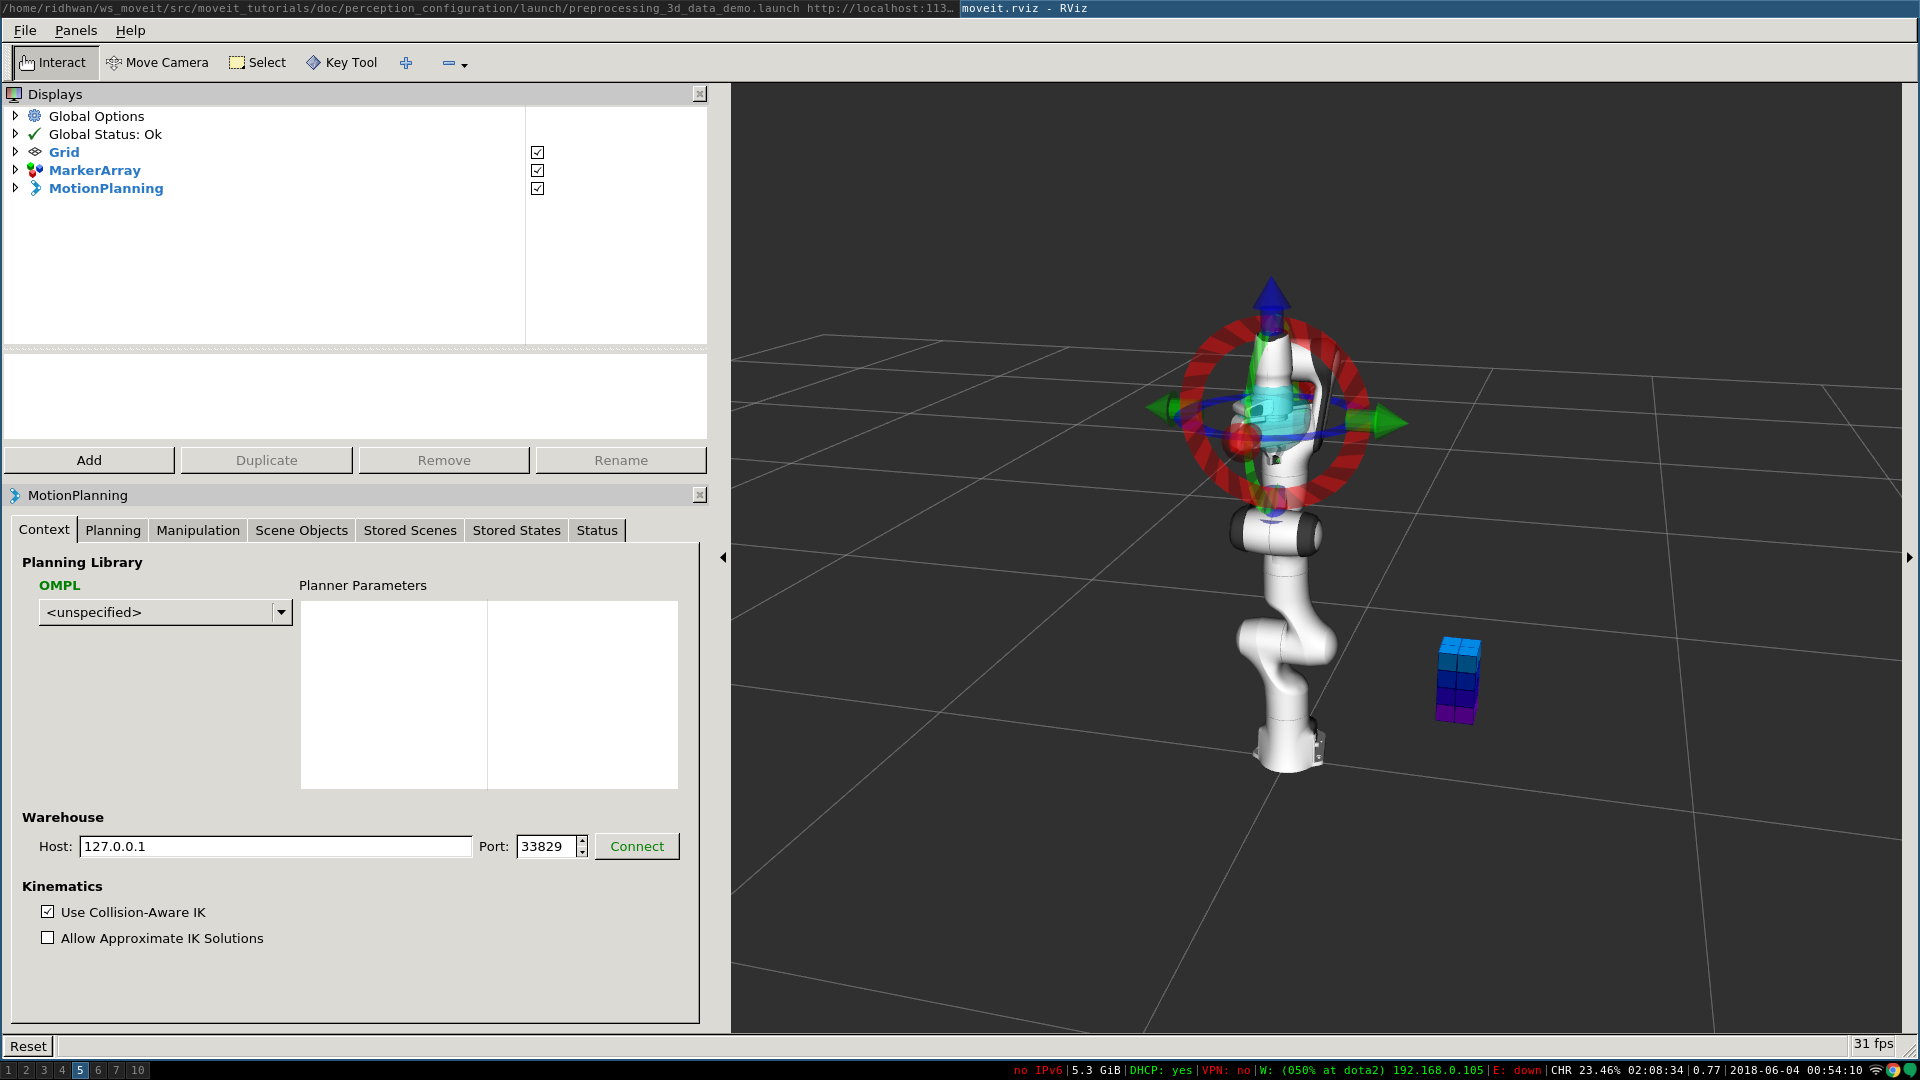 /home/ridhwan/ws_moveit/src/moveit_tutorials/doc/perception_configuration/launch/preprocessing_3d_data_demo.launch http://localhost:113… moveit.rviz - RViz
File Panels Help
Interact Move Camera Select Key Tool
Displays
Global Options
Global Status: Ok
Grid
MarkerArray
MotionPlanning
Add Duplicate Remove Rename
MotionPlanning
Context Planning Manipulation Scene Objects Stored Scenes Stored States Status
Planning Library
OMPL Planner Parameters
<unspecified>
Warehouse
Host: 127.0.0.1 Port: 33829 Connect
Kinematics
Use Collision-Aware IK
Allow Approximate IK Solutions
Reset 31 fps
1 2 3 4 5 6 7 10 no IPv6|5.3 GiB|DHCP: yes|VPN: no|W: (050% at dota2) 192.168.0.105|E: down|CHR 23.46% 02:08:34|0.77|2018-06-04 00:54:10